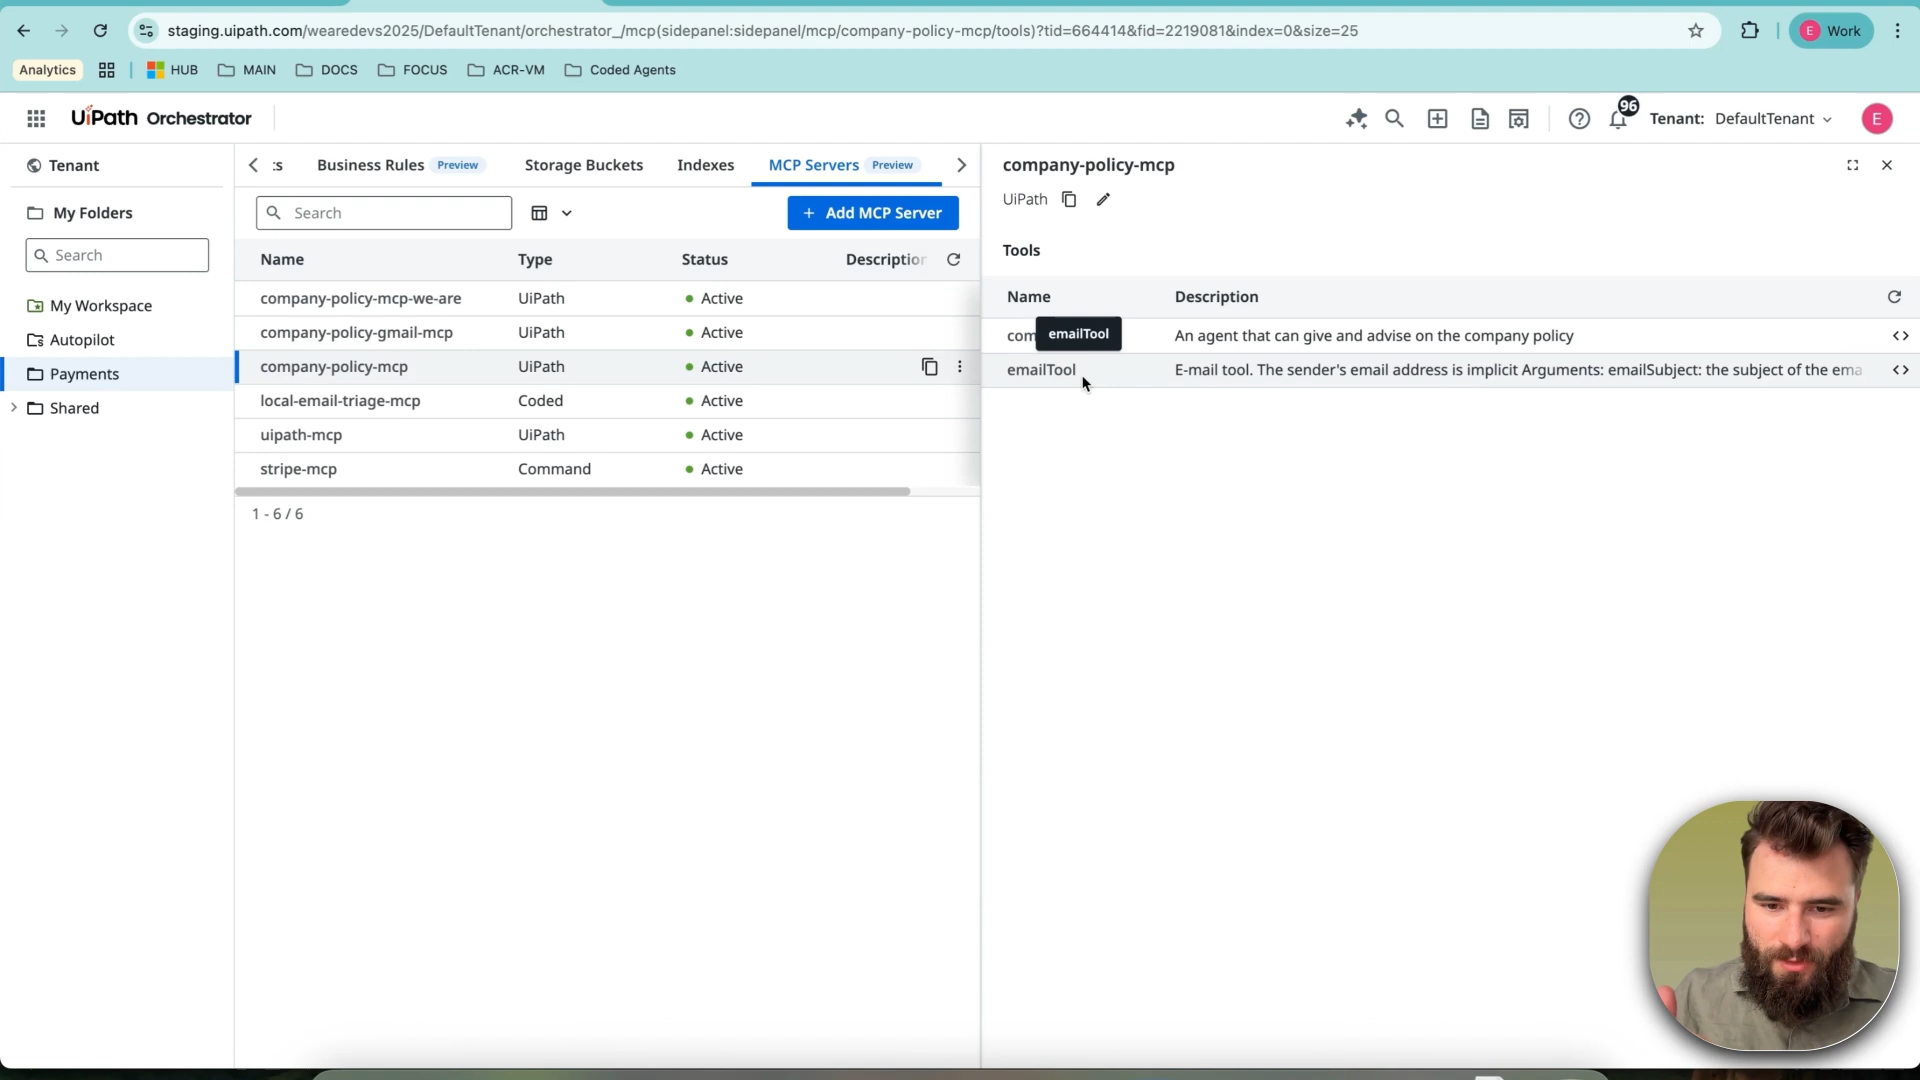 staging.uipath.com/wearedevs2025/DefaultTenant/orchestrator_/mcp(sidepanel:sidepanel/mcp/company-policy-mcp/tools)?tid=664414&fid=2219081&index=0&size=25
E Work
Analytics HUB MAIN DOCS FOCUS ACR-VM Coded Agents
UiPath Orchestrator
96
Tenant: DefaultTenant
E
Tenant
My Folders
Search
My Workspace
Autopilot
Payments
Shared
:s Business Rules Preview Storage Buckets Indexes MCP Servers Preview
Search
+ Add MCP Server
Name Type Status Description
company-policy-mcp-we-are UiPath Active
company-policy-gmail-mcp UiPath Active
company-policy-mcp UiPath Active
local-email-triage-mcp Coded Active
uipath-mcp UiPath Active
stripe-mcp Command Active
1 - 6 / 6
company-policy-mcp
UiPath
Tools
Name Description
com An agent that can give and advise on the company policy
emailTool
emailTool E-mail tool. The sender's email address is implicit Arguments: emailSubject: the subject of the ema